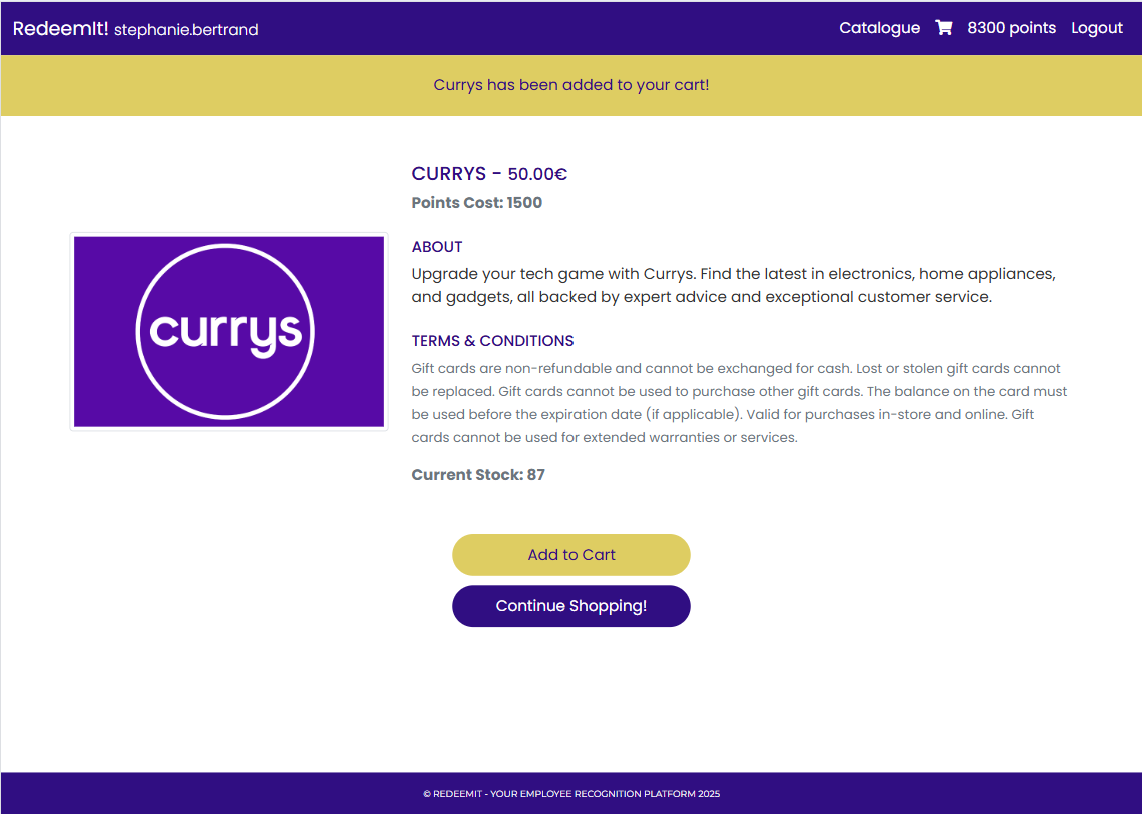 RedeemIt! stephanie.bertrand
Catalogue 8300 points Logout
Currys has been added to your cart!
CURRYS - 50.00€
Points Cost: 1500
currys
ABOUT
Upgrade your tech game with Currys. Find the latest in electronics, home appliances,
and gadgets, all backed by expert advice and exceptional customer service.
TERMS & CONDITIONS
Gift cards are non-refundable and cannot be exchanged for cash. Lost or stolen gift cards cannot
be replaced. Gift cards cannot be used to purchase other gift cards. The balance on the card must
be used before the expiration date (if applicable). Valid for purchases in-store and online. Gift
cards cannot be used for extended warranties or services.
Current Stock: 87
Add to Cart
Continue Shopping!
© REDEEMIT - YOUR EMPLOYEE RECOGNITION PLATFORM 2025